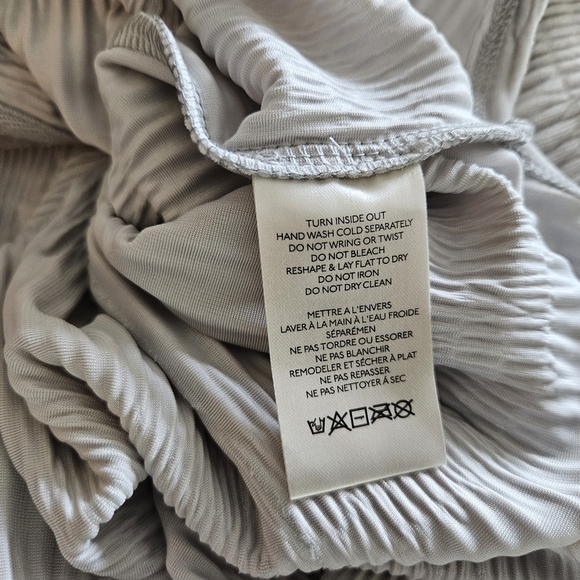 TURN INSIDE OUT
HAND WASH COLD SEPARATELY
DO NOT WRING OR TWIST
DO NOT BLEACH
RESHAPE & LAY FLAT TO DRY
DO NOT IRON
DO NOT DRY CLEAN
METTRE A L'ENVERS
LAVER À LA MAIN À L'EAU FROIDE
SÉPARÉMEN
NE PAS TORDRE OU ESSORER
NE PAS BLANCHIR
REMODELER ET SÉCHER À PLAT
NE PAS REPASSER
NE PAS NETTOYER À SEC